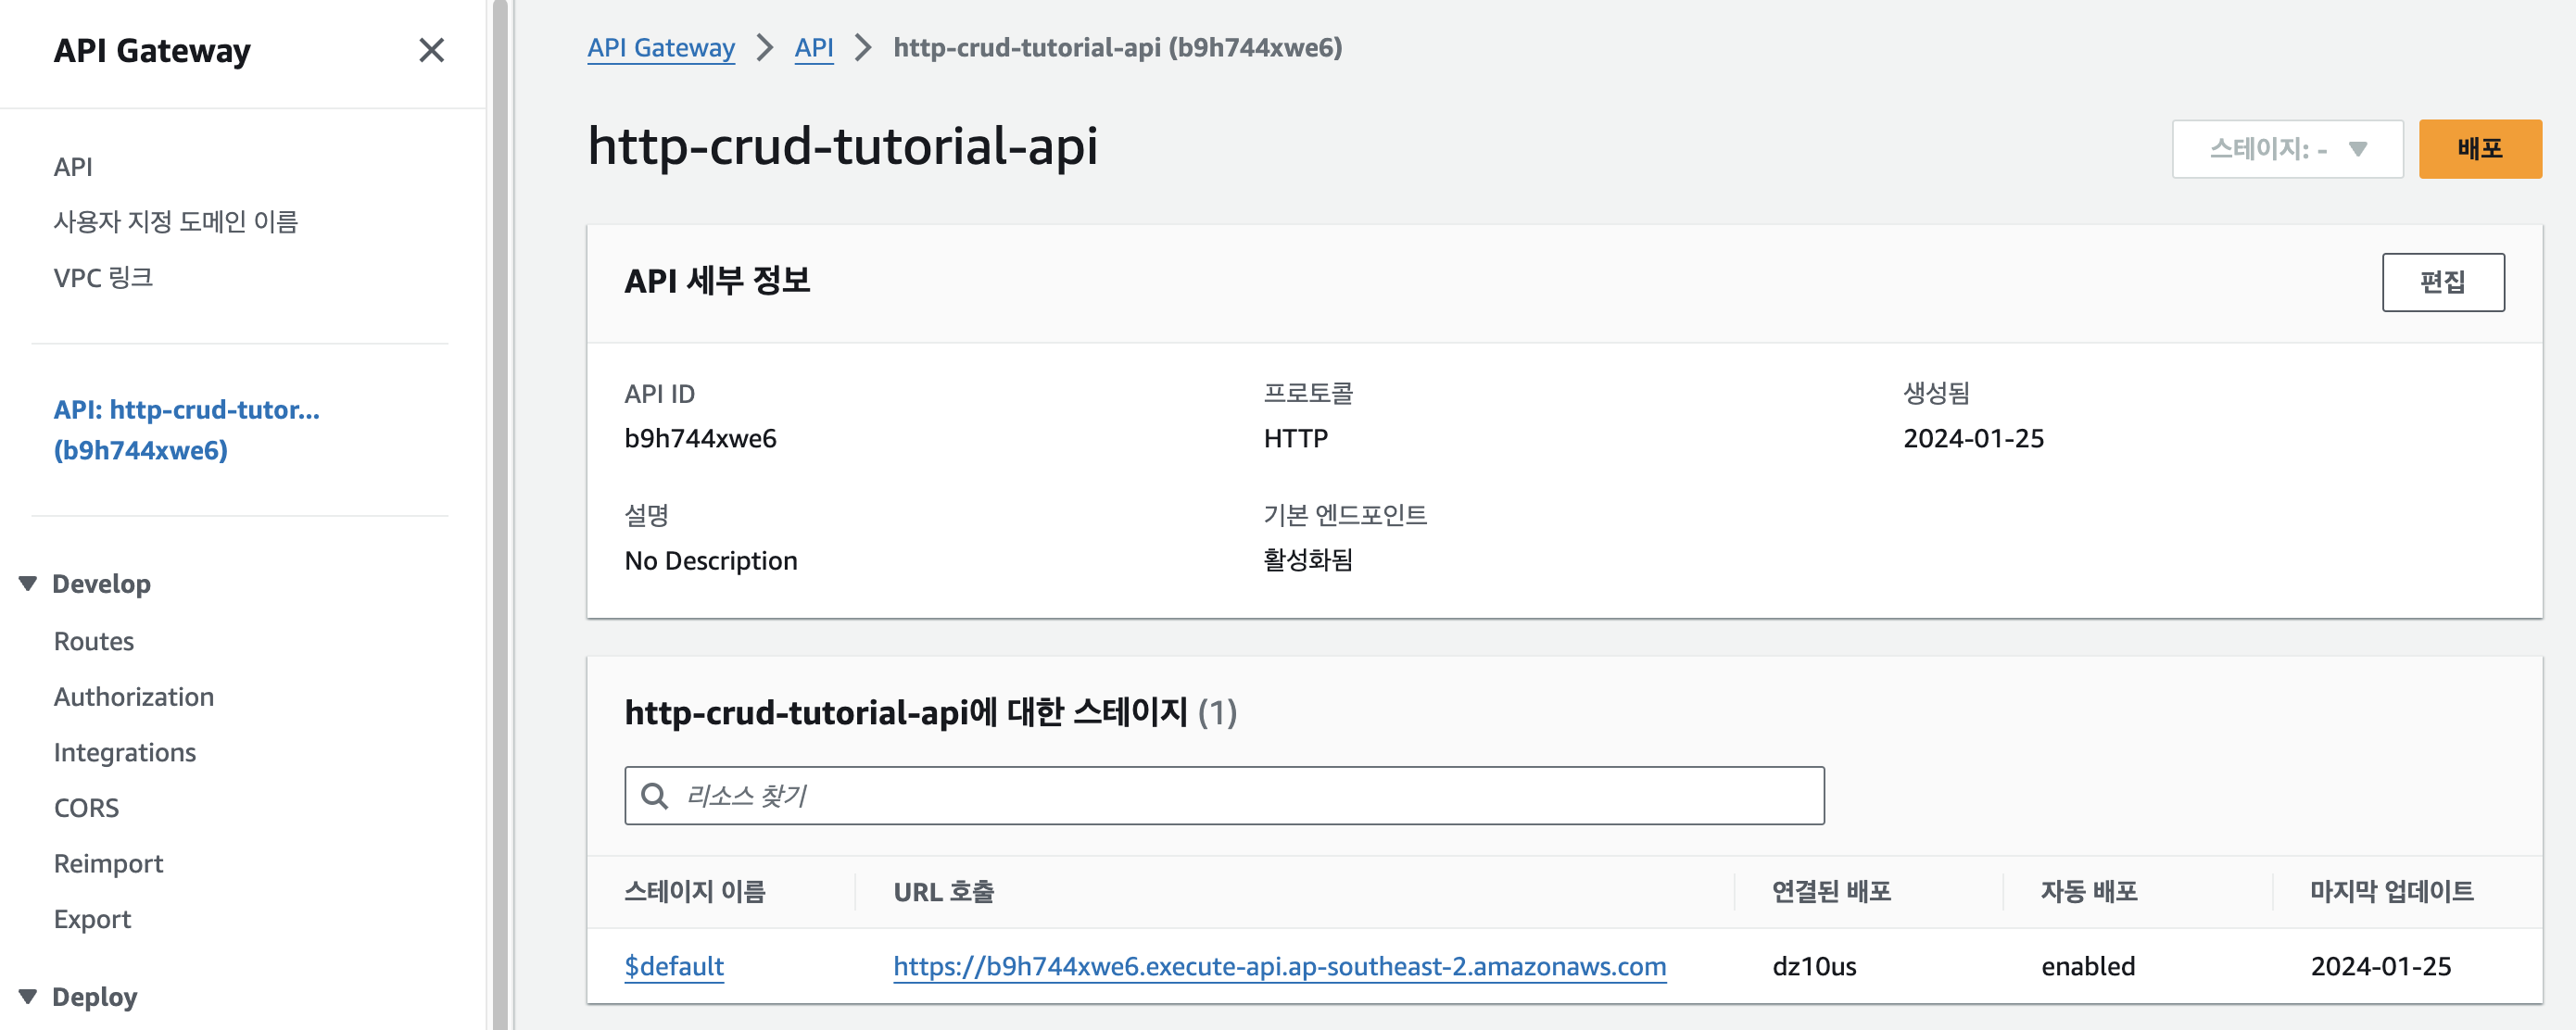 API Gateway
API
사용자 지정 도메인 이름
VPC 링크
API: http-crud-tutor...
(b9h744xwe6)
Develop
Routes
Authorization
Integrations
CORS
Reimport
Export
Deploy
API Gateway > API > http-crud-tutorial-api (b9h744xwe6)
http-crud-tutorial-api
스테이지: -
배포
API 세부 정보
편집
API ID
b9h744xwe6
프로토콜
HTTP
생성됨
2024-01-25
설명
No Description
기본 엔드포인트
활성화됨
http-crud-tutorial-api에 대한 스테이지 (1)
리소스 찾기
스테이지 이름 URL 호출 연결된 배포 자동 배포 마지막 업데이트
$default https://b9h744xwe6.execute-api.ap-southeast-2.amazonaws.com dz10us enabled 2024-01-25